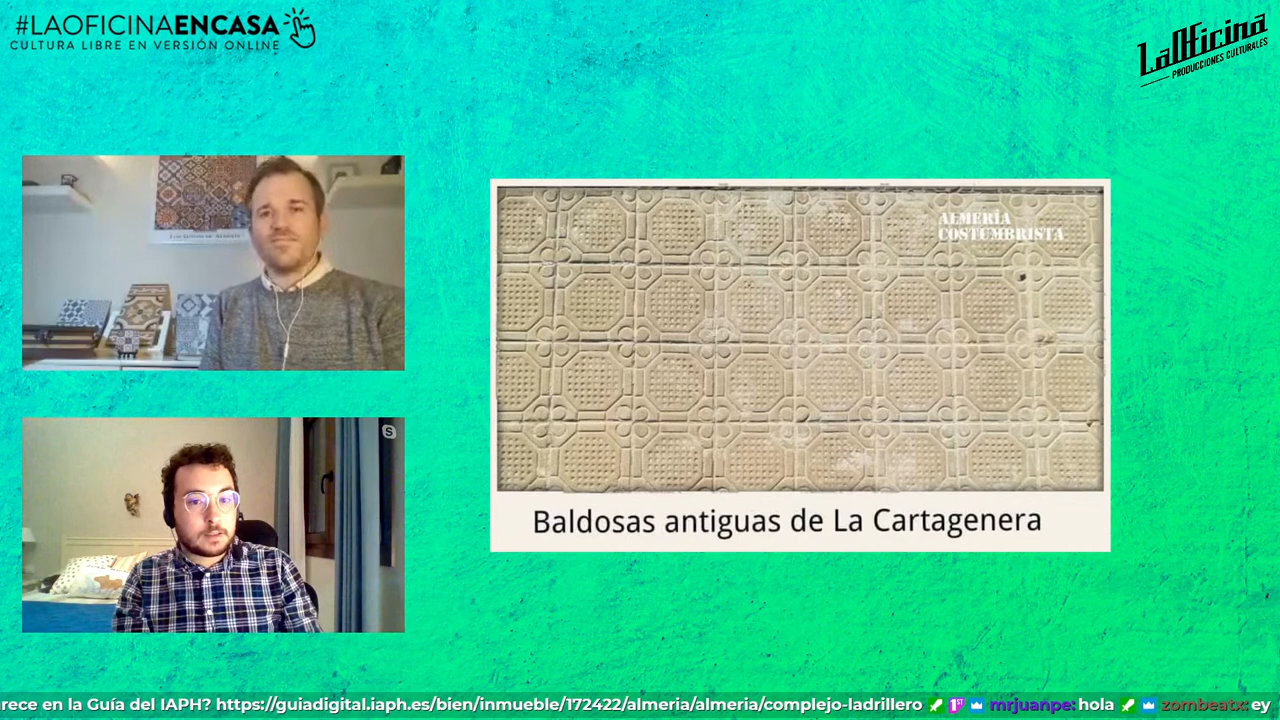 #LAOFICINAENCASA
CULTURA LIBRE EN VERSIÓN ONLINE
LaOficina
PRODUCCIONES CULTURALES
ALMERÍA
COSTUMBRISTA
Baldosas antiguas de La Cartagenera
rece en la Guía del IAPH? https://guiadigital.iaph.es/bien/inmueble/172422/almeria/almeria/complejo-ladrillero 1ST mrjuanpe: hola zombeatx: ey